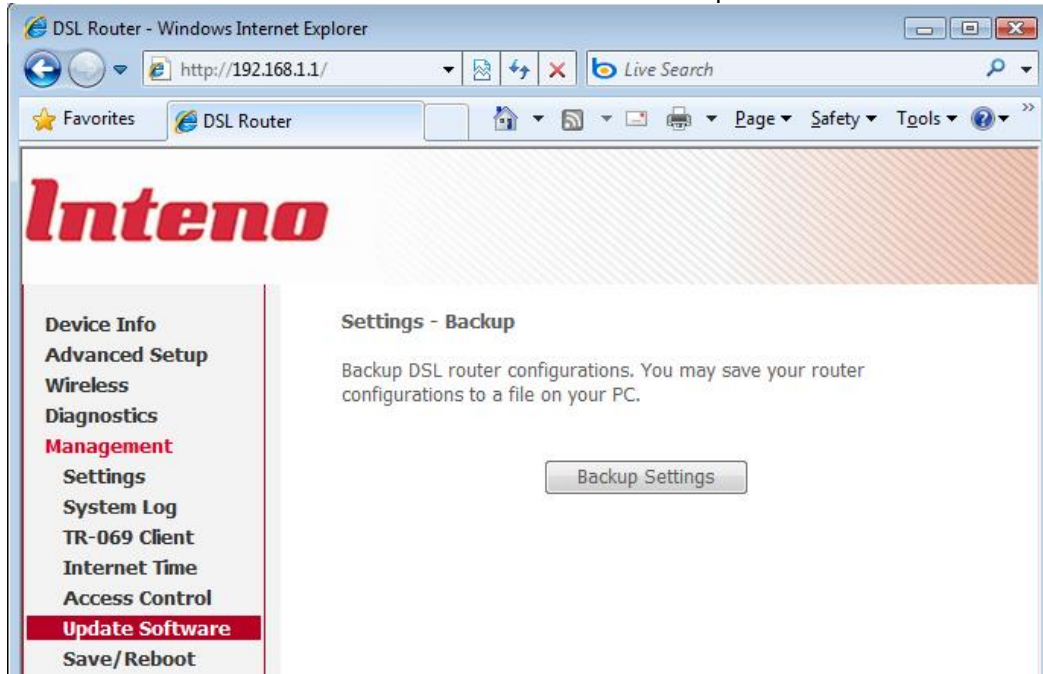 DSL Router - Windows Internet Explorer
http://192.168.1.1/
Live Search
Favorites
DSL Router
Page
Safety
Tools
Inteno
Device Info
Advanced Setup
Wireless
Diagnostics
Management
Settings
System Log
TR-069 Client
Internet Time
Access Control
Update Software
Save/Reboot
Settings - Backup
Backup DSL router configurations. You may save your router
configurations to a file on your PC.
Backup Settings